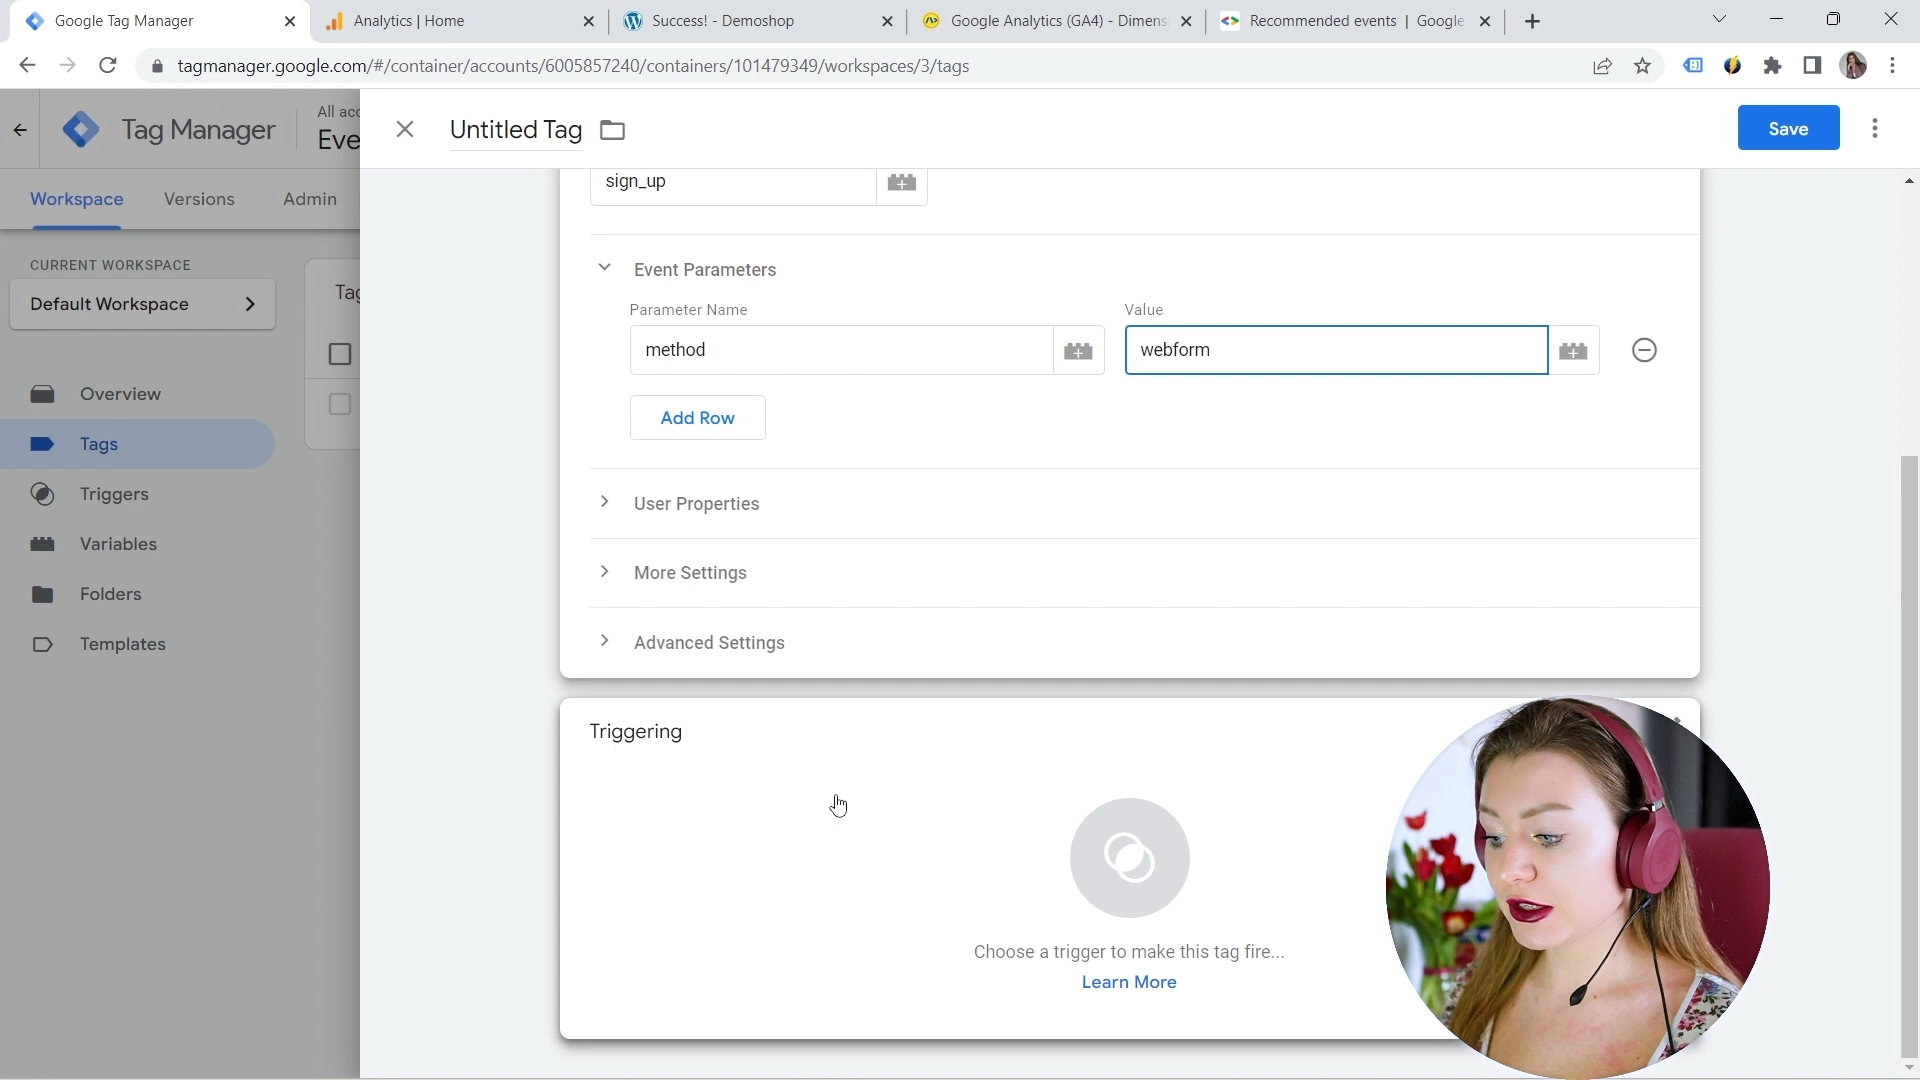 Google Tag Manager
Analytics | Home
Success! - Demoshop
Google Analytics (GA4) - Dimens
Recommended events | Google
tagmanager.google.com/#/container/accounts/6005857240/containers/101479349/workspaces/3/tags
Tag Manager
All acc
Eve
Untitled Tag
Save
Workspace
Versions
Admin
sign_up
CURRENT WORKSPACE
Default Workspace
Tag
Event Parameters
Parameter Name
Value
method
webform
Add Row
Overview
Tags
Triggers
Variables
Folders
Templates
User Properties
More Settings
Advanced Settings
Triggering
Choose a trigger to make this tag fire...
Learn More